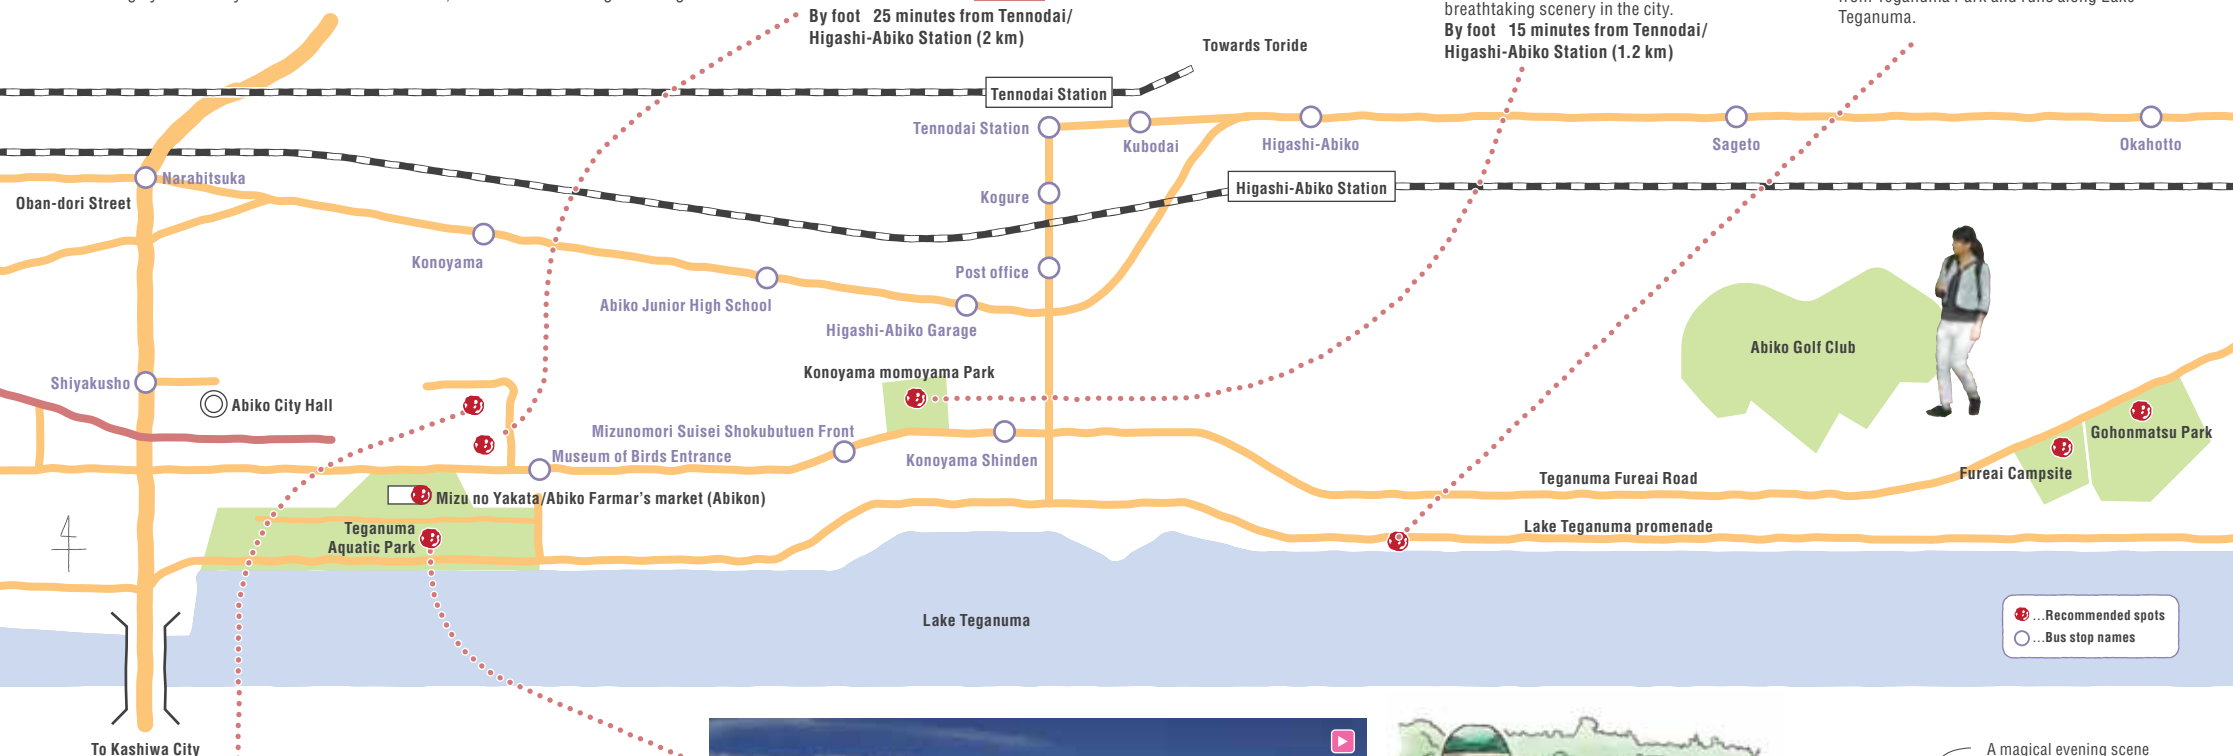 By foot 25 minutes from Tennodai/
Higashi-Abiko Station (2 km)
breathtaking scenery in the city.
By foot 15 minutes from Tennodai/
Higashi-Abiko Station (1.2 km)
Teganuma.
Towards Toride
Tennodai Station
Tennodai Station
Kubodai
Higashi-Abiko
Sageto
Okahotto
Narabitsuka
Oban-dori Street
Kogure
Higashi-Abiko Station
Konoyama
Post office
Abiko Junior High School
Higashi-Abiko Garage
Abiko Golf Club
Konoyama momoyama Park
Shiyakusho
Abiko City Hall
Mizunomori Suisei Shokubutuen Front
Museum of Birds Entrance
Konoyama Shinden
Gohonmatsu Park
Fureai Campsite
Teganuma Fureai Road
Mizu no Yakata/Abiko Farmar's market (Abikon)
Teganuma
Aquatic Park
Lake Teganuma promenade
4
Lake Teganuma
...Recommended spots
...Bus stop names
To Kashiwa City
A magical evening scene